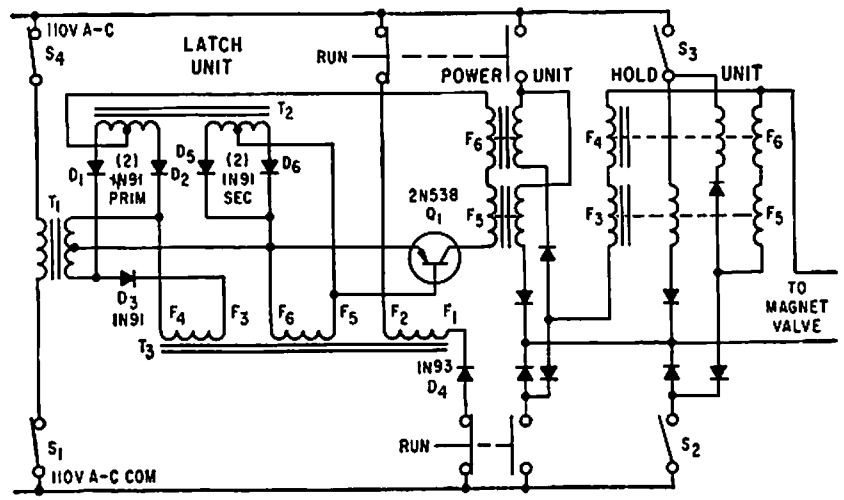 110V A-C
S4
LATCH
UNIT
RUN
POWER UNIT
S3
HOLD UNIT
T2
D1
(2)
1N91
PRIM
D2
D5
(2)
1N91
SEC
D6
F6
F5
2N538
Q1
F4
F3
F6
F5
T1
D3
1N91
F4
F3
F6
F5
F2
F1
T3
1N93
D4
TO
MAGNET
VALVE
S1
RUN
S2
110V A-C COM